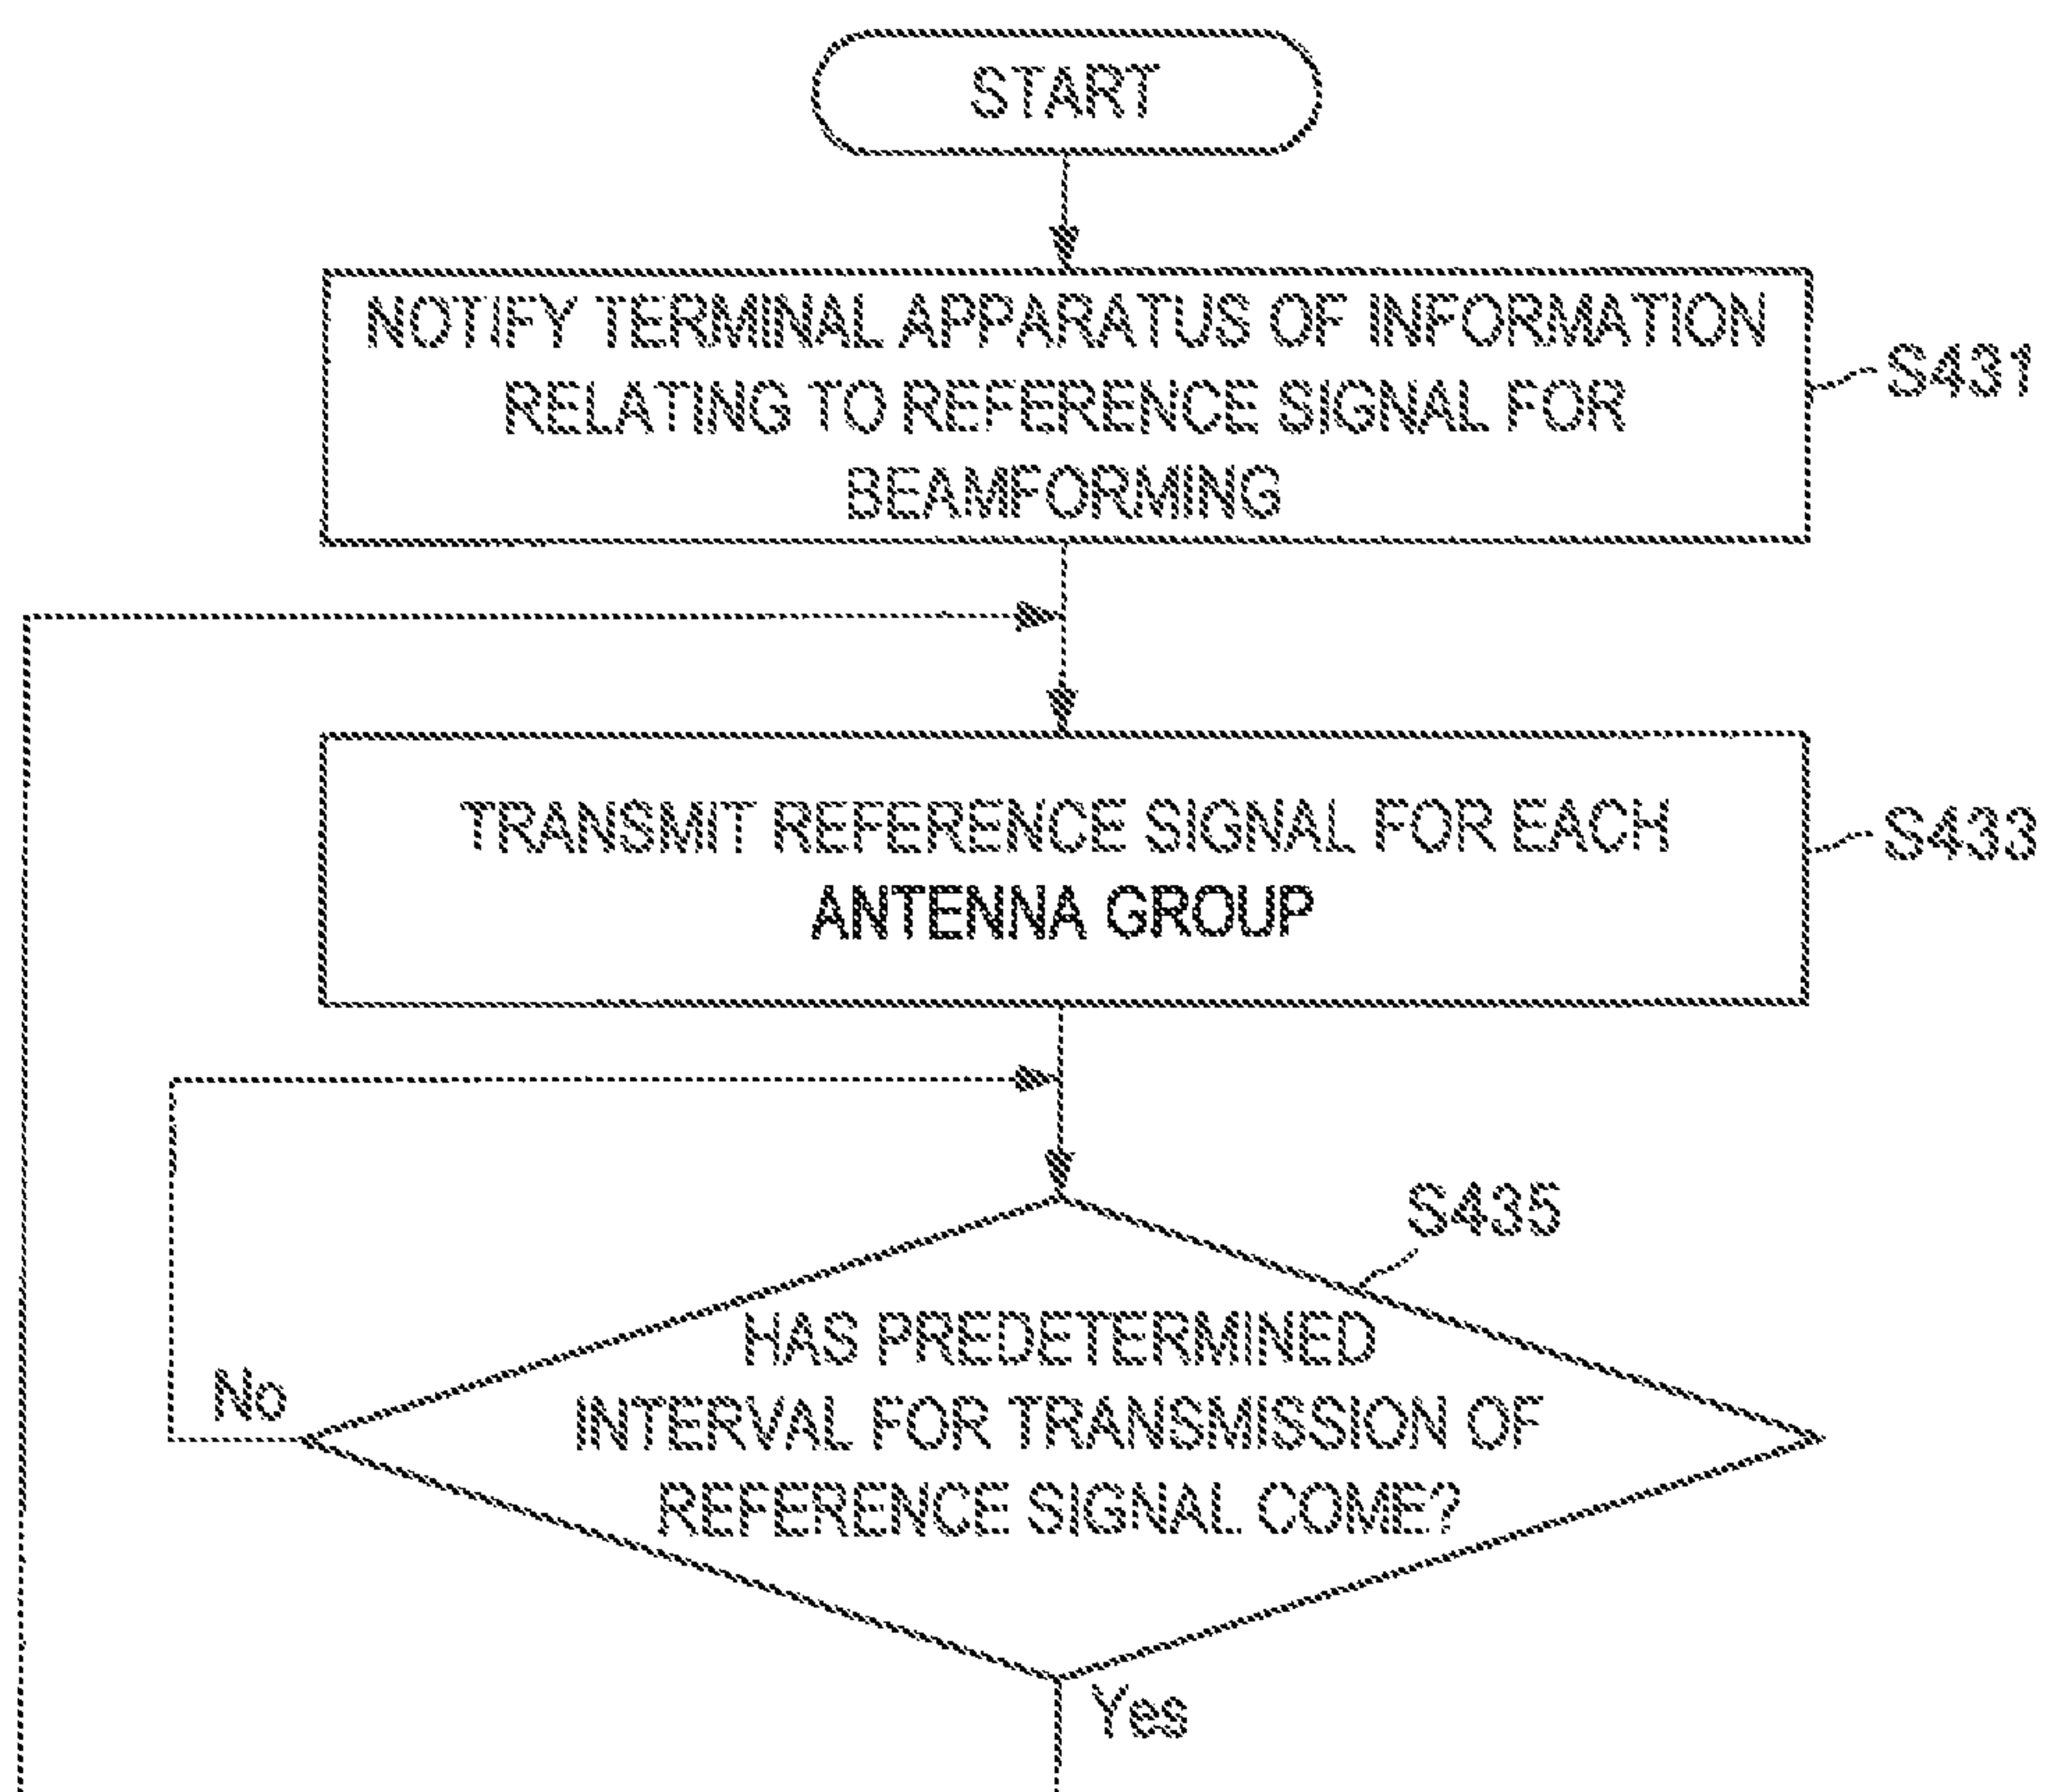 START
NOTIFY TERMINAL APPARATUS OF INFORMATION
RELATING TO REFERENCE SIGNAL FOR
BEAMFORMING
S431
TRANSMIT REFERENCE SIGNAL FOR EACH
ANTENNA GROUP
S433
S435
HAS PREDETERMINED
INTERVAL FOR TRANSMISSION OF
REFERENCE SIGNAL COME?
No
Yes